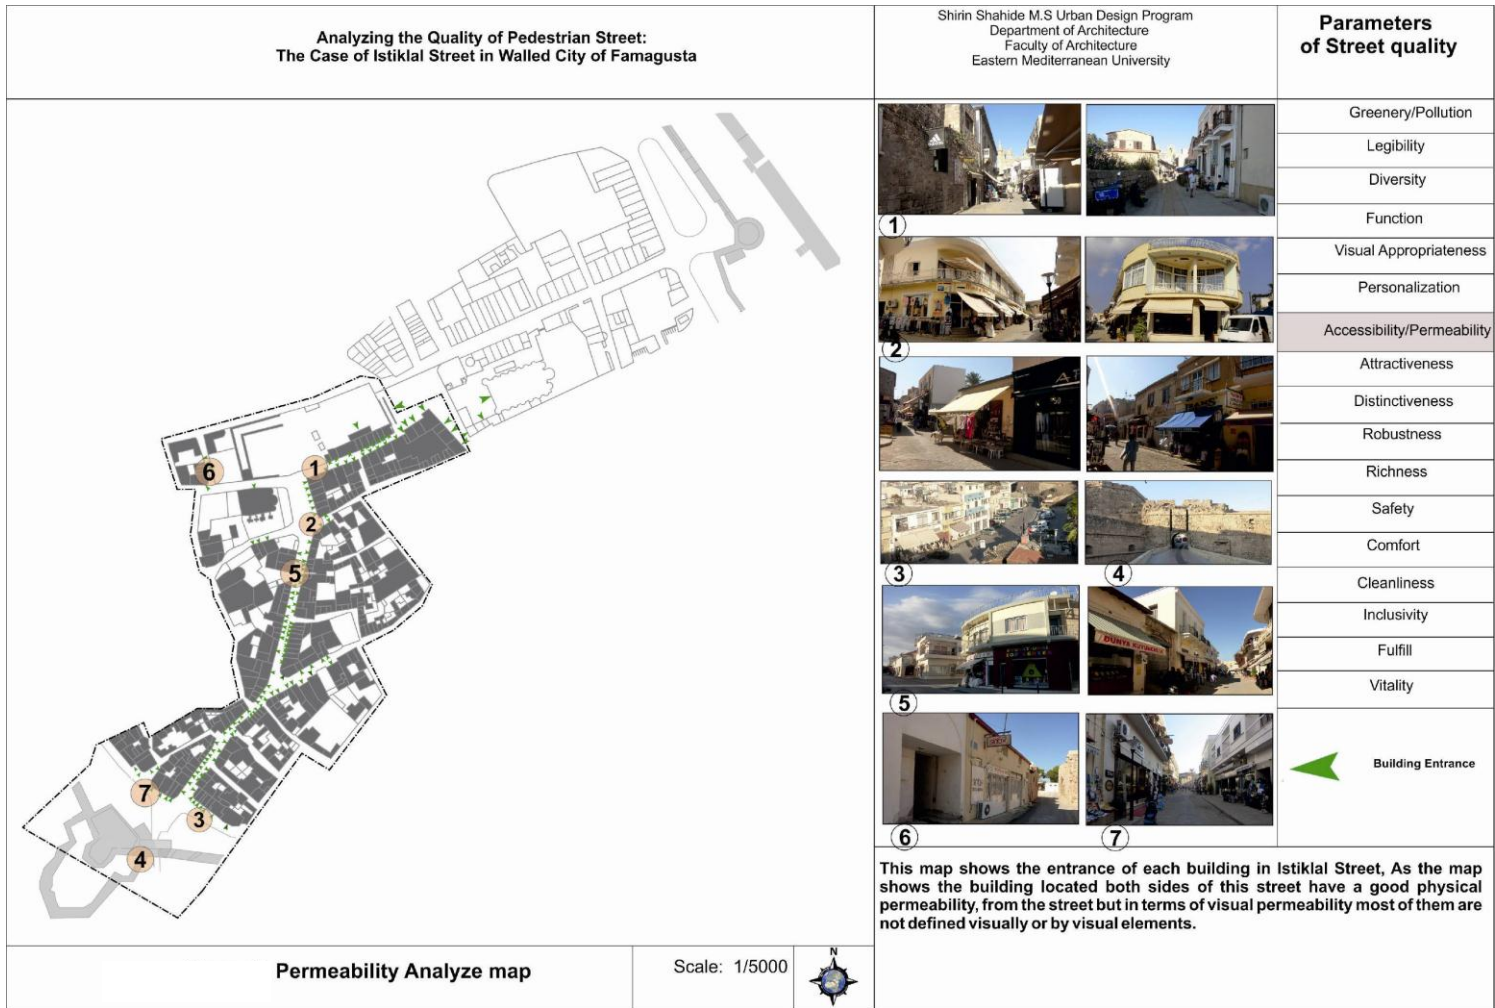 Analyzing the Quality of Pedestrian Street:
The Case of Istiklal Street in Walled City of Famagusta
Shirin Shahide M.S Urban Design Program
Department of Architecture
Faculty of Architecture
Eastern Mediterranean University
Parameters
of Street quality
Greenery/Pollution
Legibility
Diversity
Function
Visual Appropriateness
Personalization
Accessibility/Permeability
Attractiveness
Distinctiveness
Robustness
Richness
Safety
Comfort
Cleanliness
Inclusivity
Fulfill
Vitality
Building Entrance
1
2
3
4
5
6
7
6
1
2
5
7
3
4
This map shows the entrance of each building in Istiklal Street, As the map
shows the building located both sides of this street have a good physical
permeability, from the street but in terms of visual permeability most of them are
not defined visually or by visual elements.
Permeability Analyze map
Scale: 1/5000
N